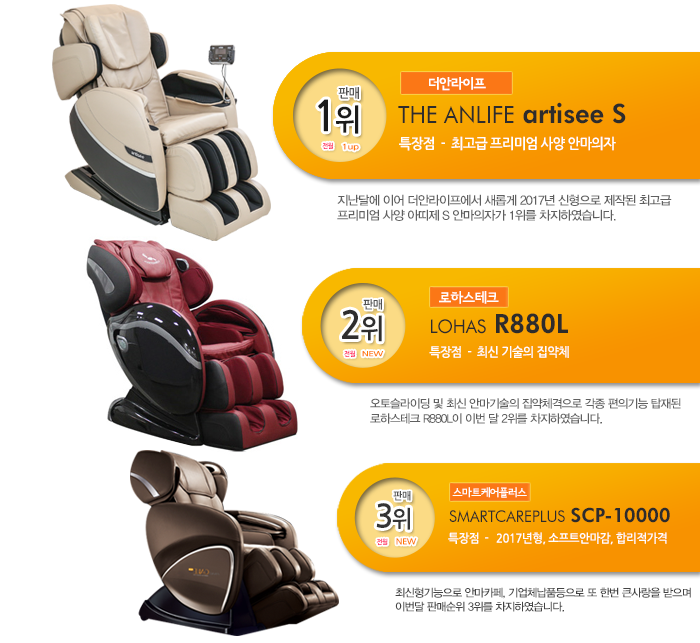 판매
1위
전월 1up
더안라이프
THE ANLIFE artisee S
특장점 - 최고급 프리미엄 사양 안마의자
지난달에 이어 더안라이프에서 새롭게 2017년 신형으로 제작된 최고급
프리미엄 사양 아띠제 S 안마의자가 1위를 차지하였습니다.
artisee
판매
2위
전월 NEW
로하스테크
LOHAS R880L
특장점 - 최신 기술의 집약체
오토슬라이딩 및 최신 안마기술의 집약체격으로 각종 편의기능 탑재된
로하스테크 R880L이 이번 달 2위를 차지하였습니다.
판매
3위
전월 NEW
스마트케어플러스
SMARTCAREPLUS SCP-10000
특장점 - 2017년형, 소프트안마감, 합리적가격
최신형기능으로 안마카페, 기업체납품등으로 또 한번 큰사랑을 받으며
이번달 판매순위 3위를 차지하였습니다.